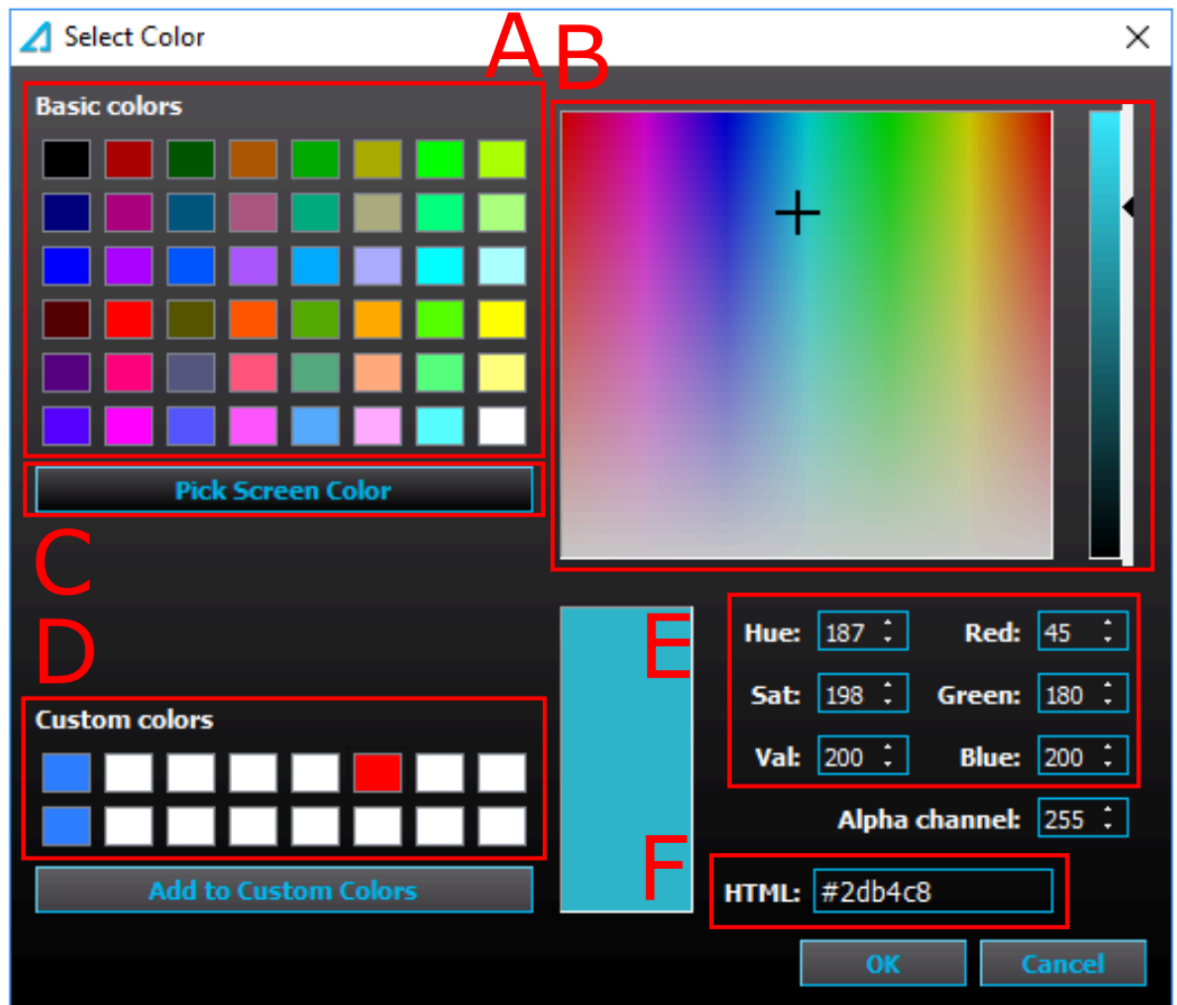 Select Color
A B
Basic colors
Pick Screen Color
C
D
Custom colors
Add to Custom Colors
E
Hue: 187 Red: 45
Sat: 198 Green: 180
Val: 200 Blue: 200
Alpha channel: 255
F
HTML: #2db4c8
OK Cancel